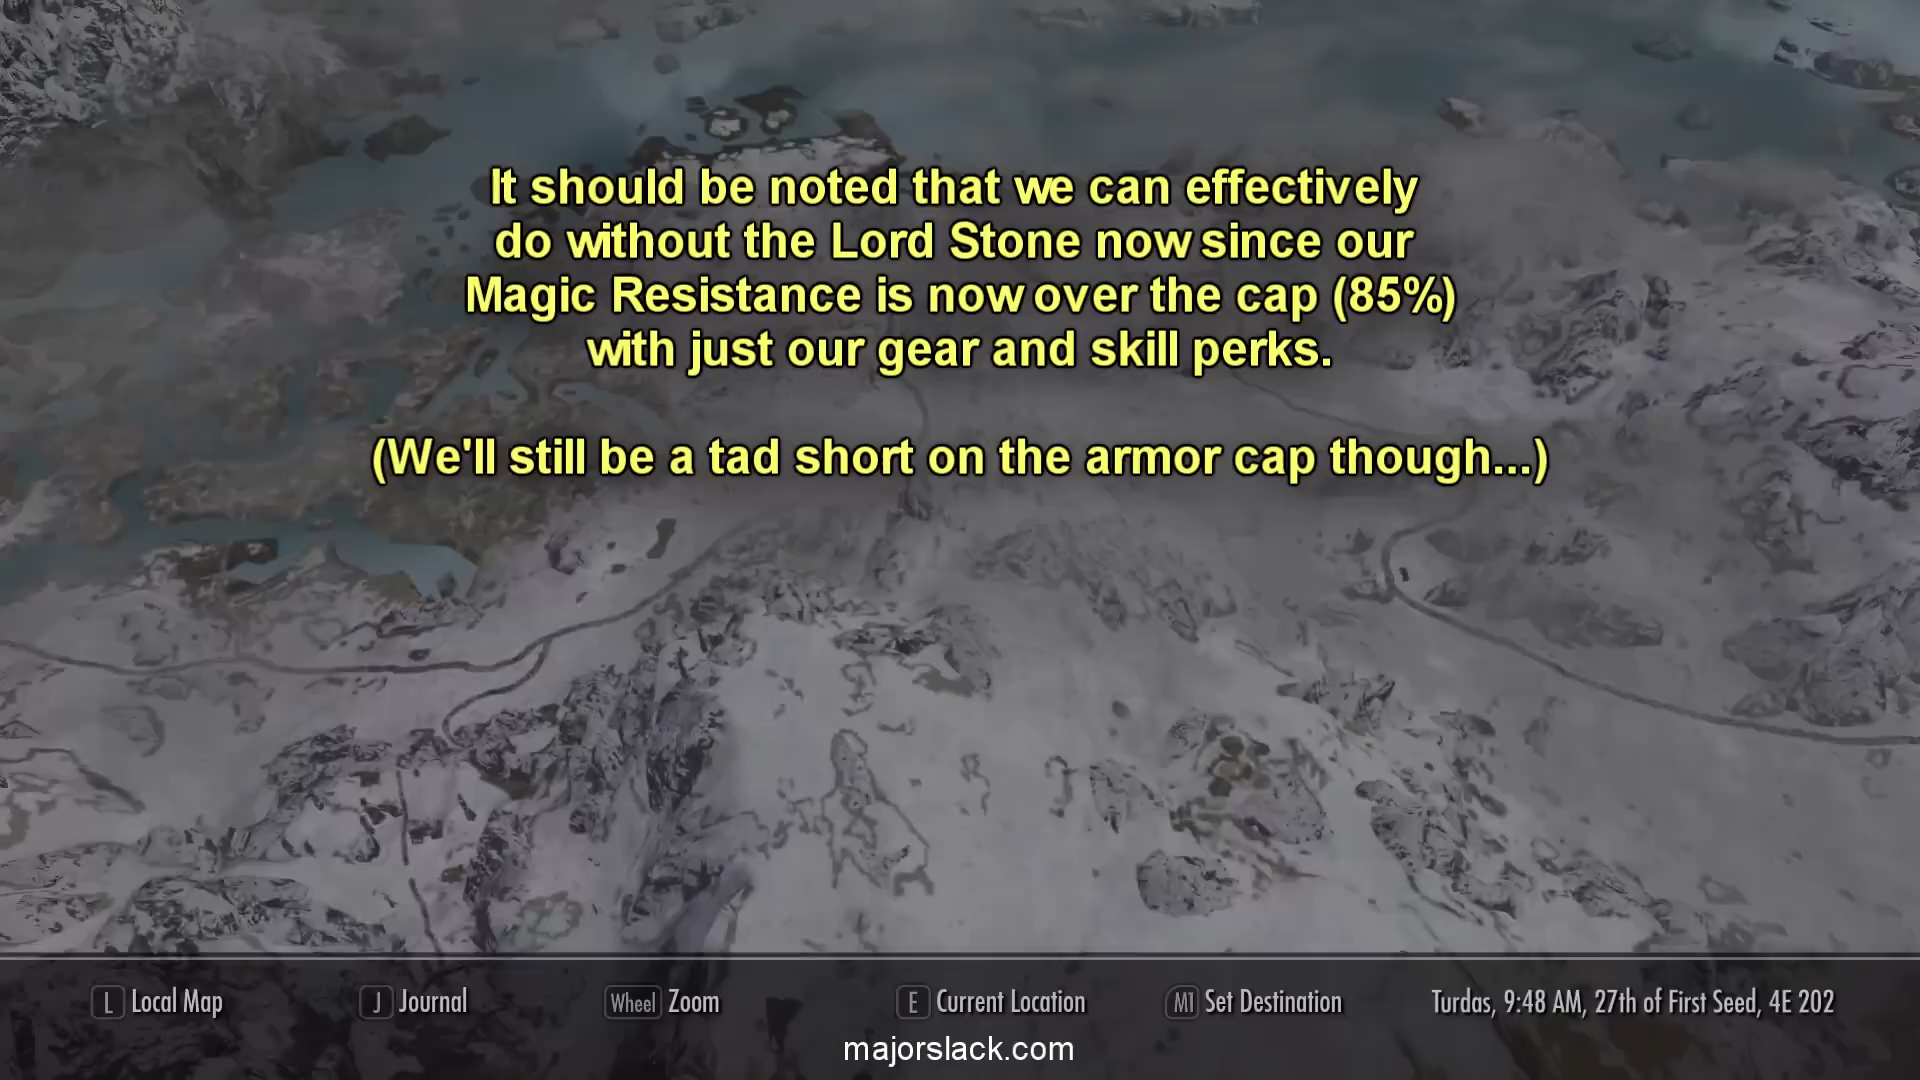 It should be noted that we can effectively
do without the Lord Stone now since our
Magic Resistance is now over the cap (85%)
with just our gear and skill perks.
(We'll still be a tad short on the armor cap though...)
L Local Map J Journal Wheel Zoom E Current Location M1 Set Destination Turdas, 9:48 AM, 27th of First Seed, 4E 202
majorslack.com